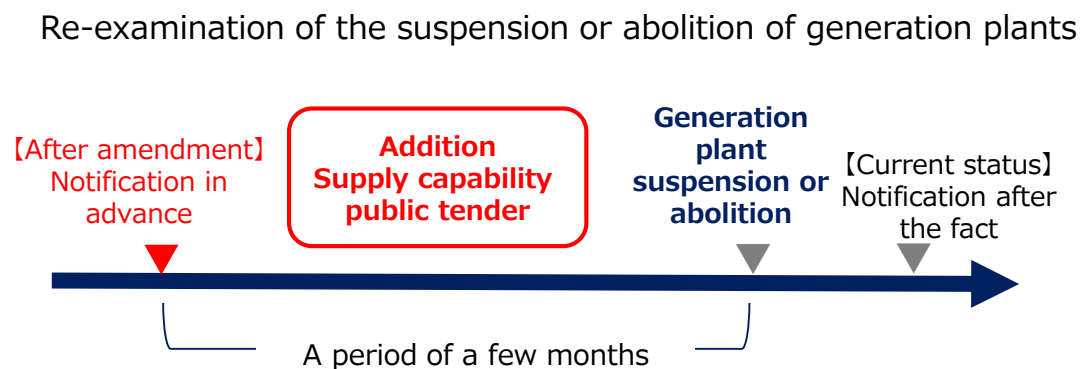 Re-examination of the suspension or abolition of generation plants
【After amendment】
Notification in
advance
Addition
Supply capability
public tender
Generation
plant
suspension or
abolition
【Current status】
Notification after
the fact
A period of a few months